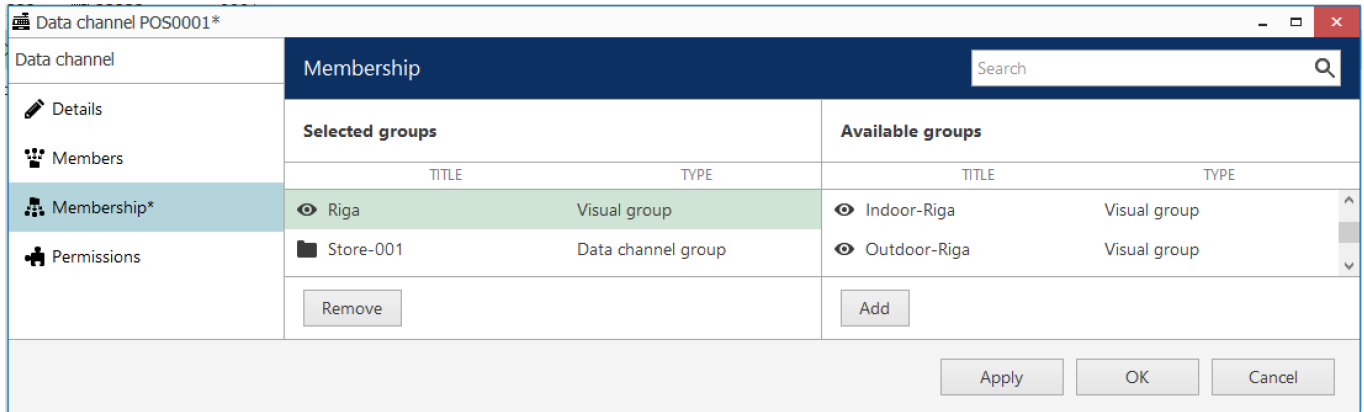 Data channel POS0001*
Data channel
Membership
Search
Details
Members
Membership*
Permissions
Selected groups
TITLE TYPE
Riga Visual group
Store-001 Data channel group
Remove
Available groups
TITLE TYPE
Indoor-Riga Visual group
Outdoor-Riga Visual group
Add
Apply OK Cancel